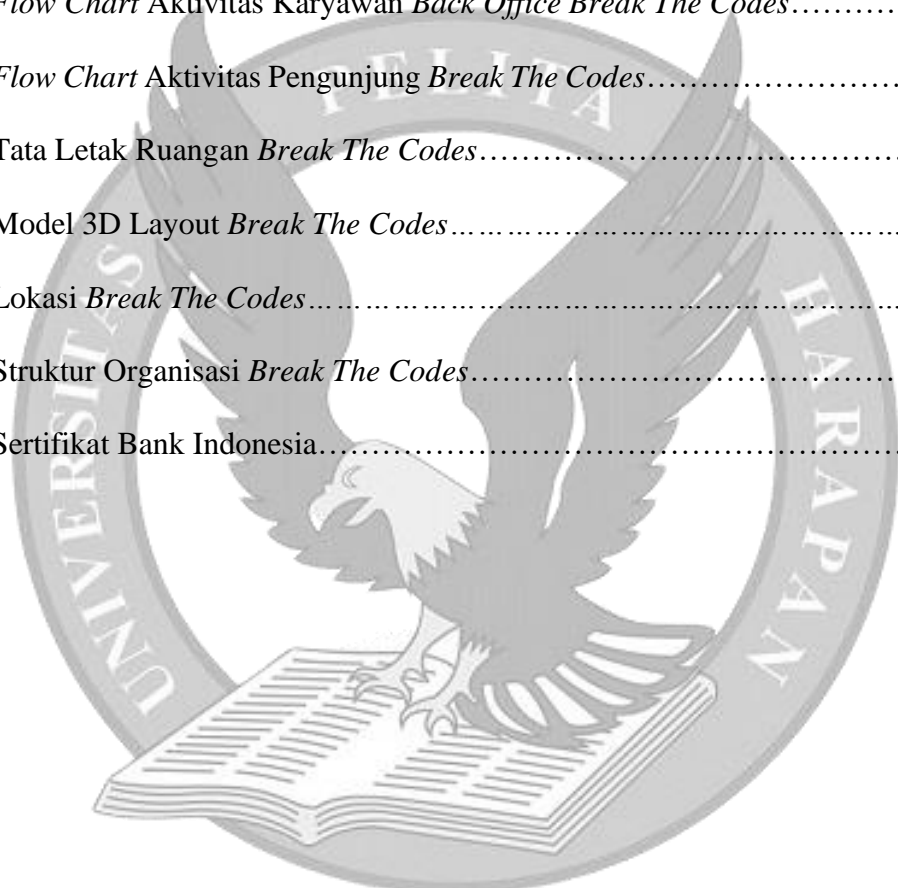 Flow Chart Aktivitas Karyawan Back Office Break The Codes…………
Flow Chart Aktivitas Pengunjung Break The Codes……………………
Tata Letak Ruangan Break The Codes……………………………………
Model 3D Layout Break The Codes………………………………………
Lokasi Break The Codes……………………………………………………
Struktur Organisasi Break The Codes……………………………………
Sertifikat Bank Indonesia…………………………………………………
UNIVERSITAS PELITA HARAPAN